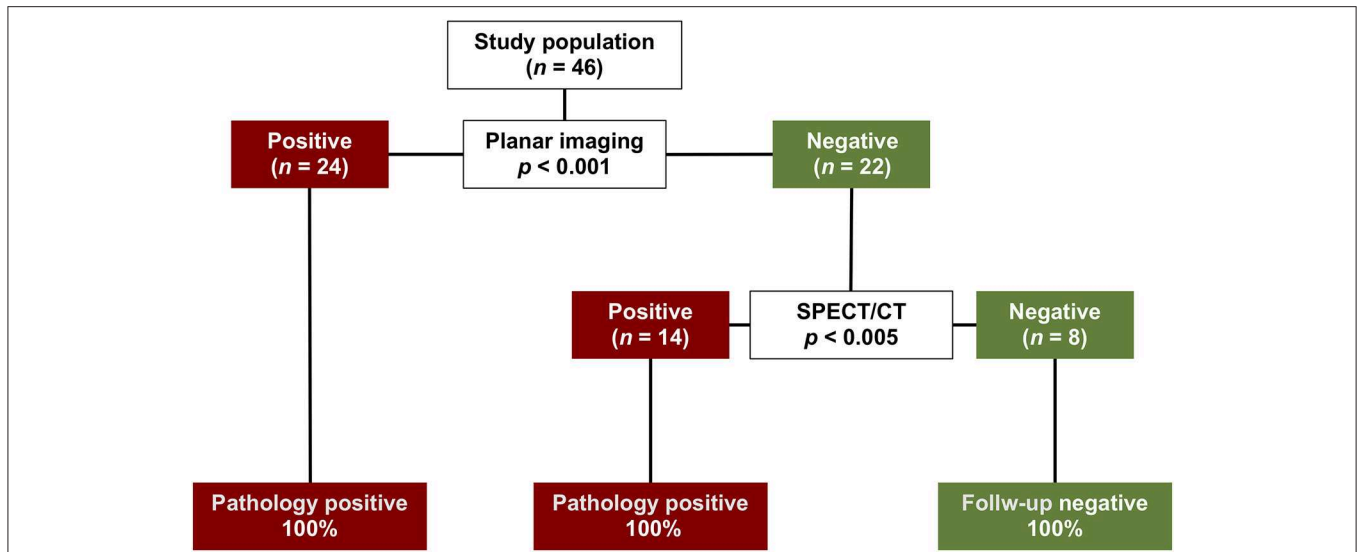 Study population
(n = 46)
Positive
(n = 24)
Planar imaging
p < 0.001
Negative
(n = 22)
Positive
(n = 14)
SPECT/CT
p < 0.005
Negative
(n = 8)
Pathology positive
100%
Pathology positive
100%
Follw-up negative
100%